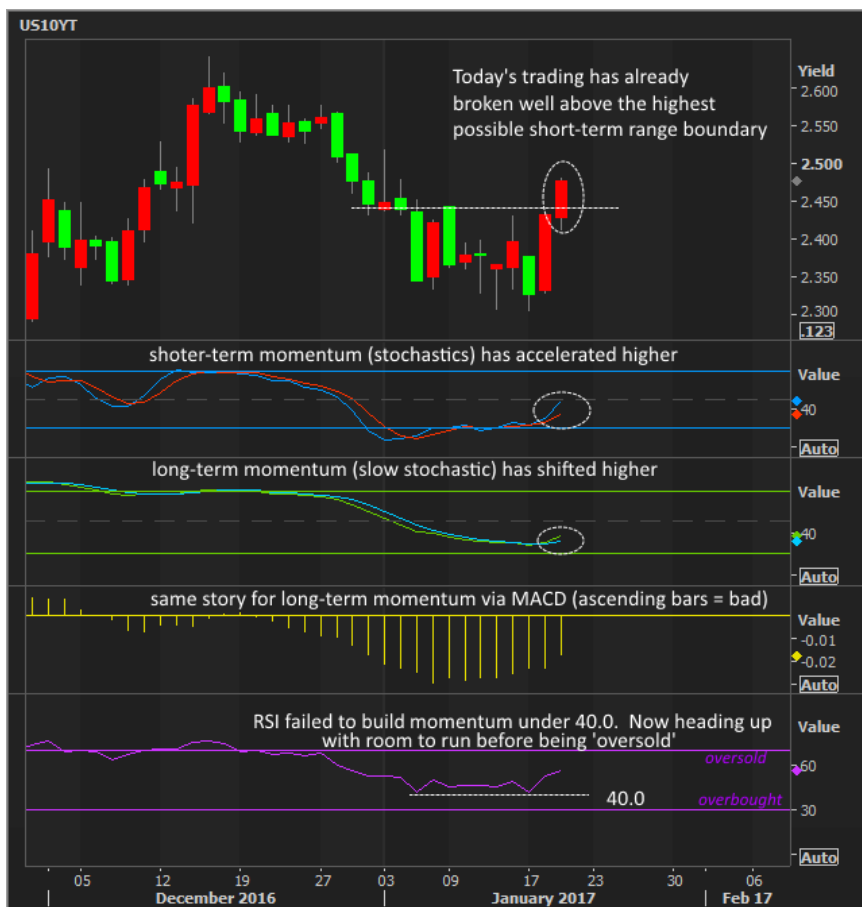 US10YT
Today's trading has already
broken well above the highest
possible short-term range boundary
Yield
2.600
2.550
2.500
2.450
2.400
2.350
2.300
.123
shoter-term momentum (stochastics) has accelerated higher
Value
40
Auto
long-term momentum (slow stochastic) has shifted higher
Value
40
Auto
same story for long-term momentum via MACD (ascending bars = bad)
Value
-0.01
-0.02
Auto
RSI failed to build momentum under 40.0. Now heading up
with room to run before being 'oversold'
Value
oversold
60
40.0
overbought
30
Auto
05 12 19 27 03 09 17 23 30 06
December 2016 January 2017 Feb 17